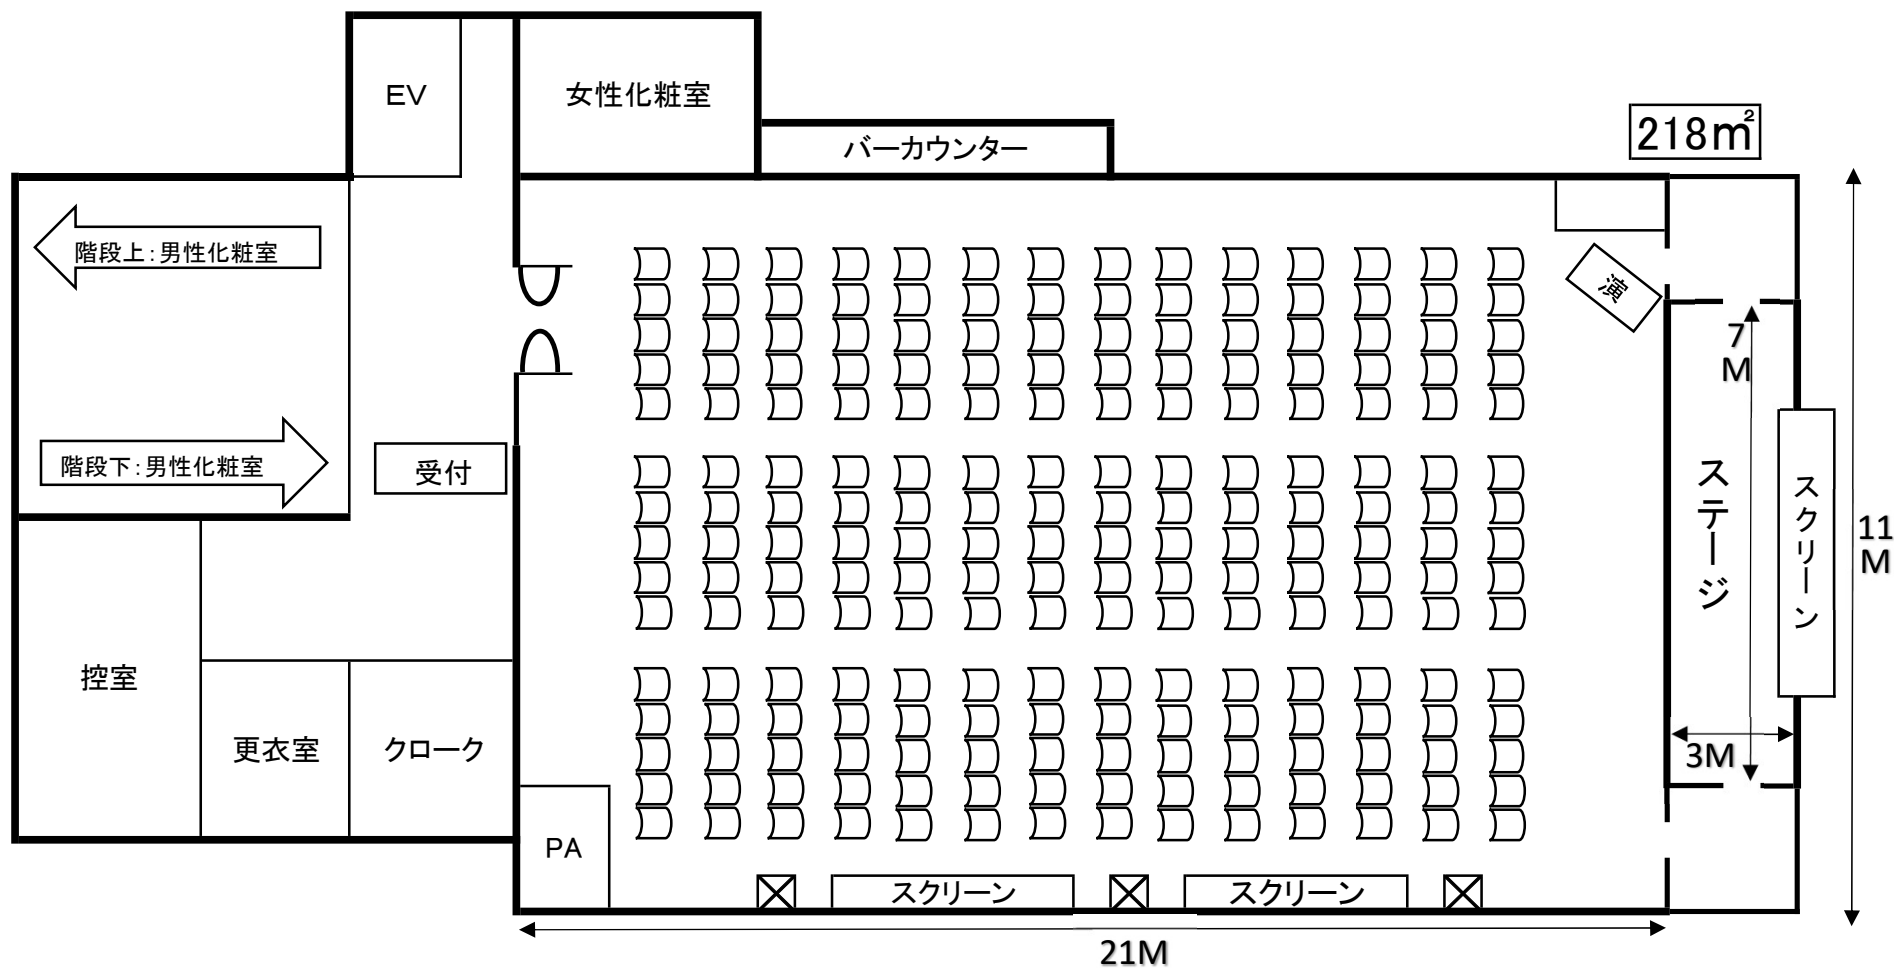 EV
女性化粧室
バーカウンター
218㎡
階段上：男性化粧室
演
7
M
階段下：男性化粧室
受付
ステージ
スクリーン
11
M
控室
更衣室
クローク
3M
PA
スクリーン
スクリーン
21M